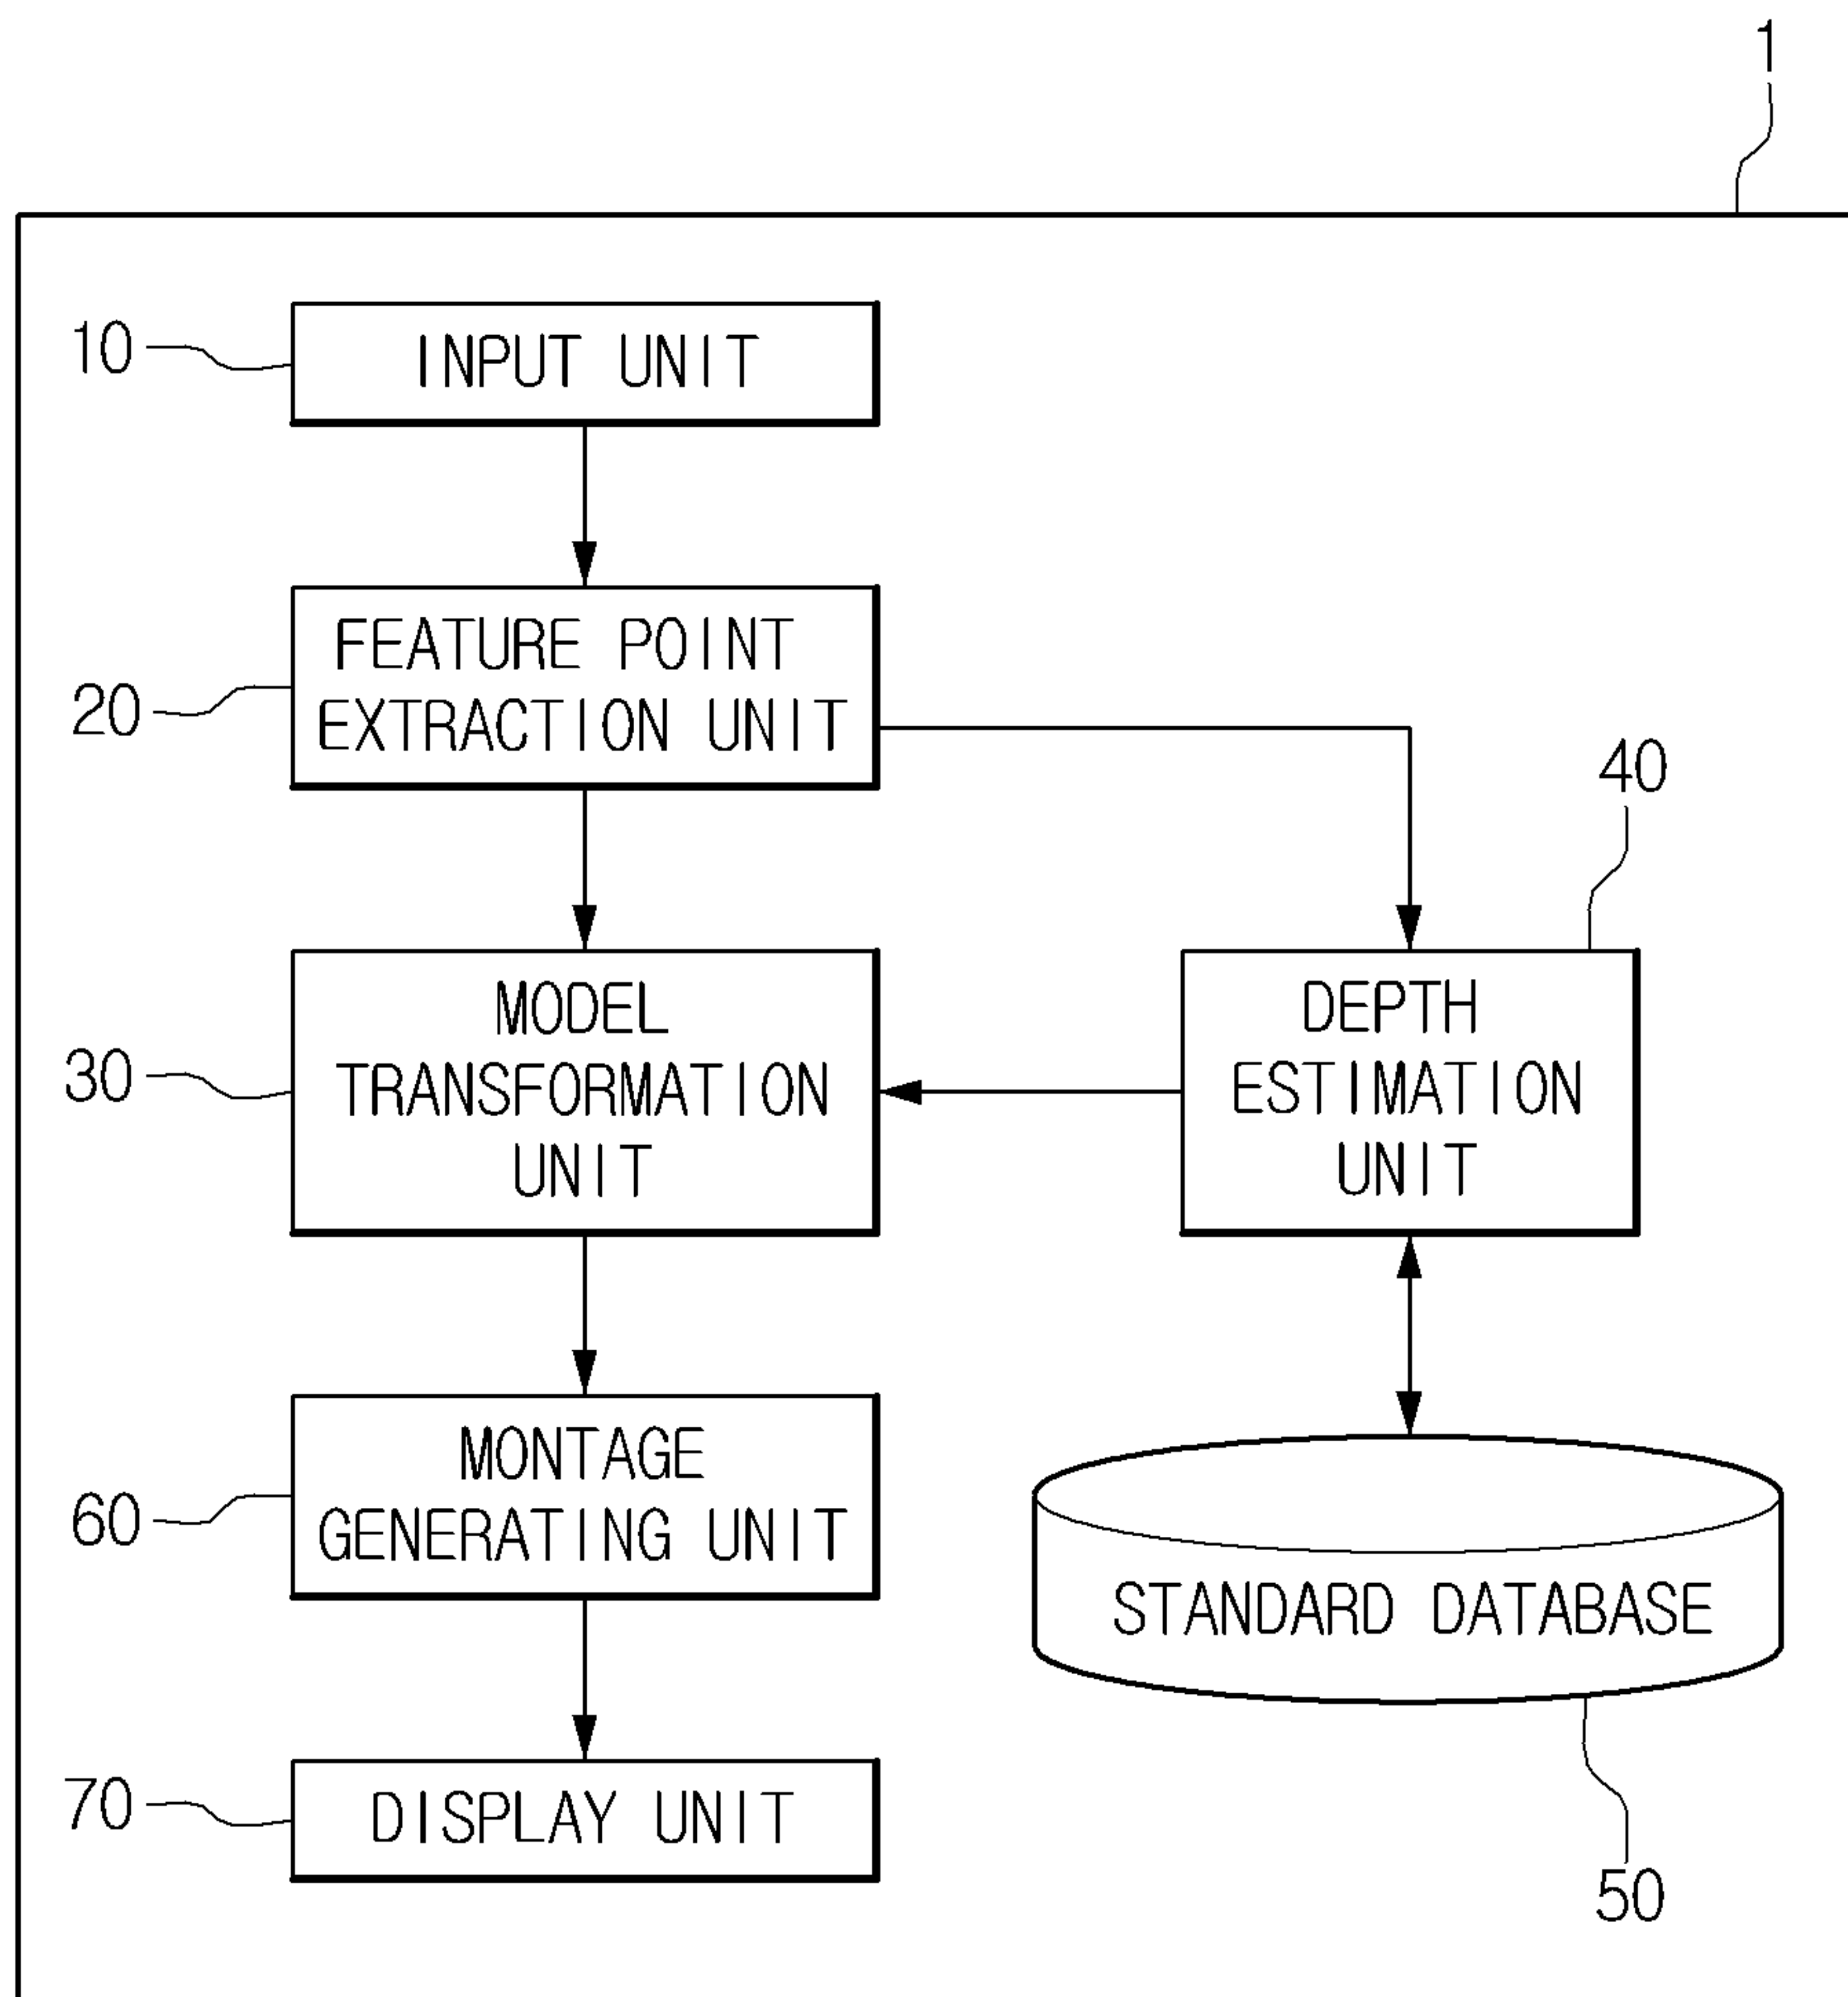 1
10
INPUT UNIT
20
FEATURE POINT
EXTRACTION UNIT
40
30
MODEL
TRANSFORMATION
UNIT
DEPTH
ESTIMATION
UNIT
60
MONTAGE
GENERATING UNIT
STANDARD DATABASE
70
DISPLAY UNIT
50